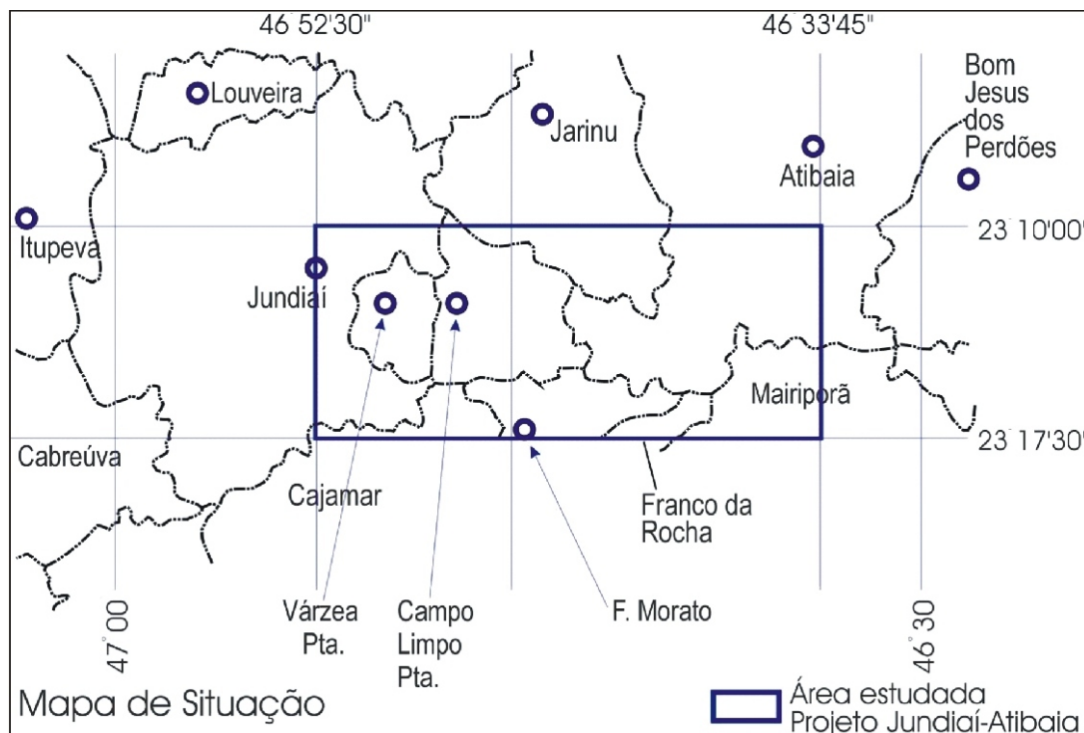 46°52'30"
46°33'45"
Louveira
Jarinu
Bom
Jesus
dos
Perdões
Atibaia
Itupeva
23°10'00"
Jundiaí
Mairiporã
23°17'30"
Cabreúva
Cajamar
Franco da
Rocha
Várzea
Pta.
Campo
Limpo
Pta.
F. Morato
47°00
46°30
Mapa de Situação
Área estudada
Projeto Jundiaí-Atibaia